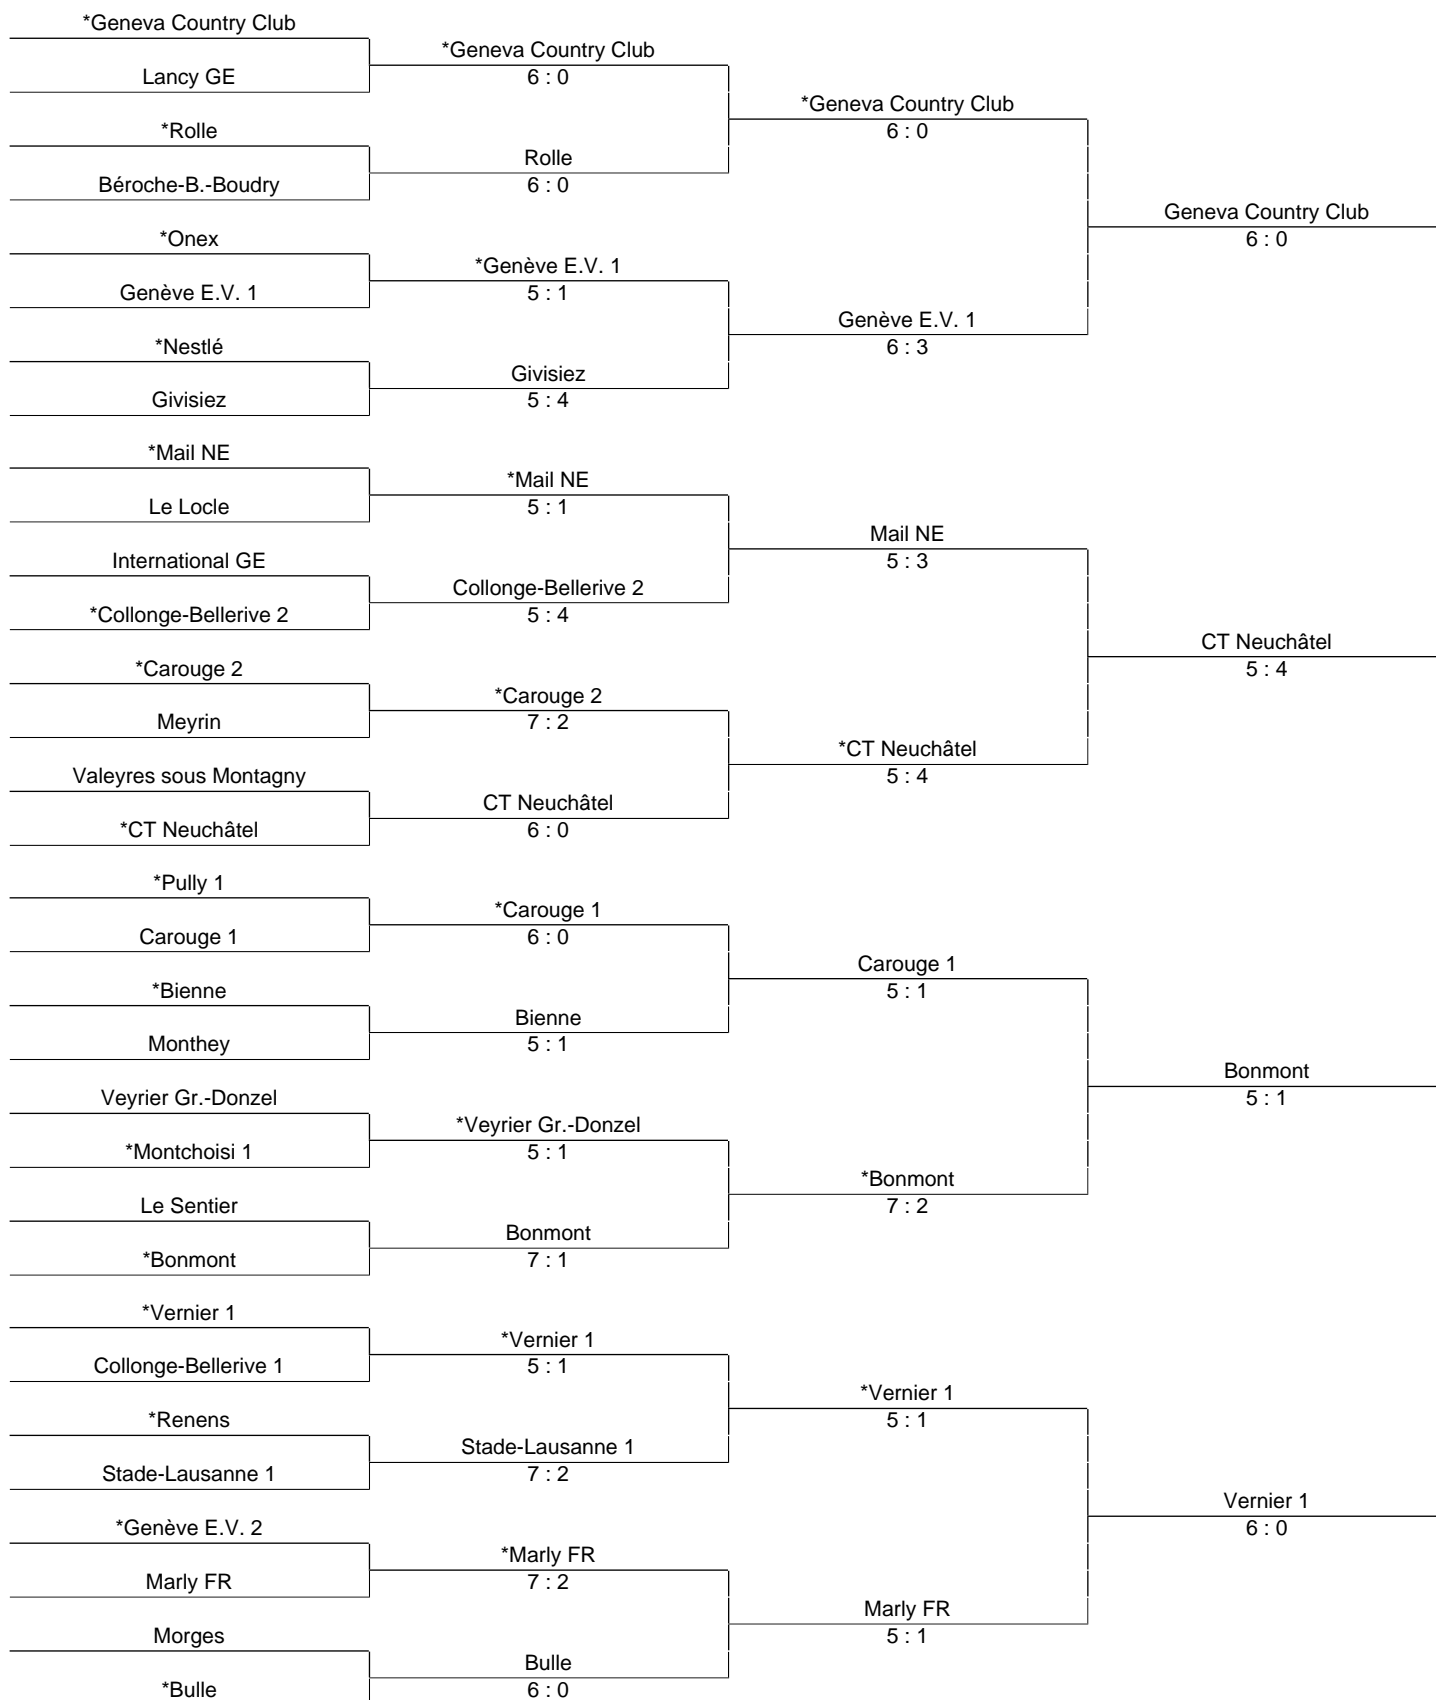 *Geneva Country Club
Lancy GE
*Rolle
Béroche-B.-Boudry
*Onex
Genève E.V. 1
*Nestlé
Givisiez
*Mail NE
Le Locle
International GE
*Collonge-Bellerive 2
*Carouge 2
Meyrin
Valeyres sous Montagny
*CT Neuchâtel
*Pully 1
Carouge 1
*Bienne
Monthey
Veyrier Gr.-Donzel
*Montchoisi 1
Le Sentier
*Bonmont
*Vernier 1
Collonge-Bellerive 1
*Renens
Stade-Lausanne 1
*Genève E.V. 2
Marly FR
Morges
*Bulle
*Geneva Country Club
6 : 0
Rolle
6 : 0
*Genève E.V. 1
5 : 1
Givisiez
5 : 4
*Mail NE
5 : 1
Collonge-Bellerive 2
5 : 4
*Carouge 2
7 : 2
CT Neuchâtel
6 : 0
*Carouge 1
6 : 0
Bienne
5 : 1
*Veyrier Gr.-Donzel
5 : 1
Bonmont
7 : 1
*Vernier 1
5 : 1
Stade-Lausanne 1
7 : 2
*Marly FR
7 : 2
Bulle
6 : 0
*Geneva Country Club
6 : 0
Genève E.V. 1
6 : 3
Mail NE
5 : 3
*CT Neuchâtel
5 : 4
Carouge 1
5 : 1
*Bonmont
7 : 2
*Vernier 1
5 : 1
Marly FR
5 : 1
Geneva Country Club
6 : 0
CT Neuchâtel
5 : 4
Bonmont
5 : 1
Vernier 1
6 : 0